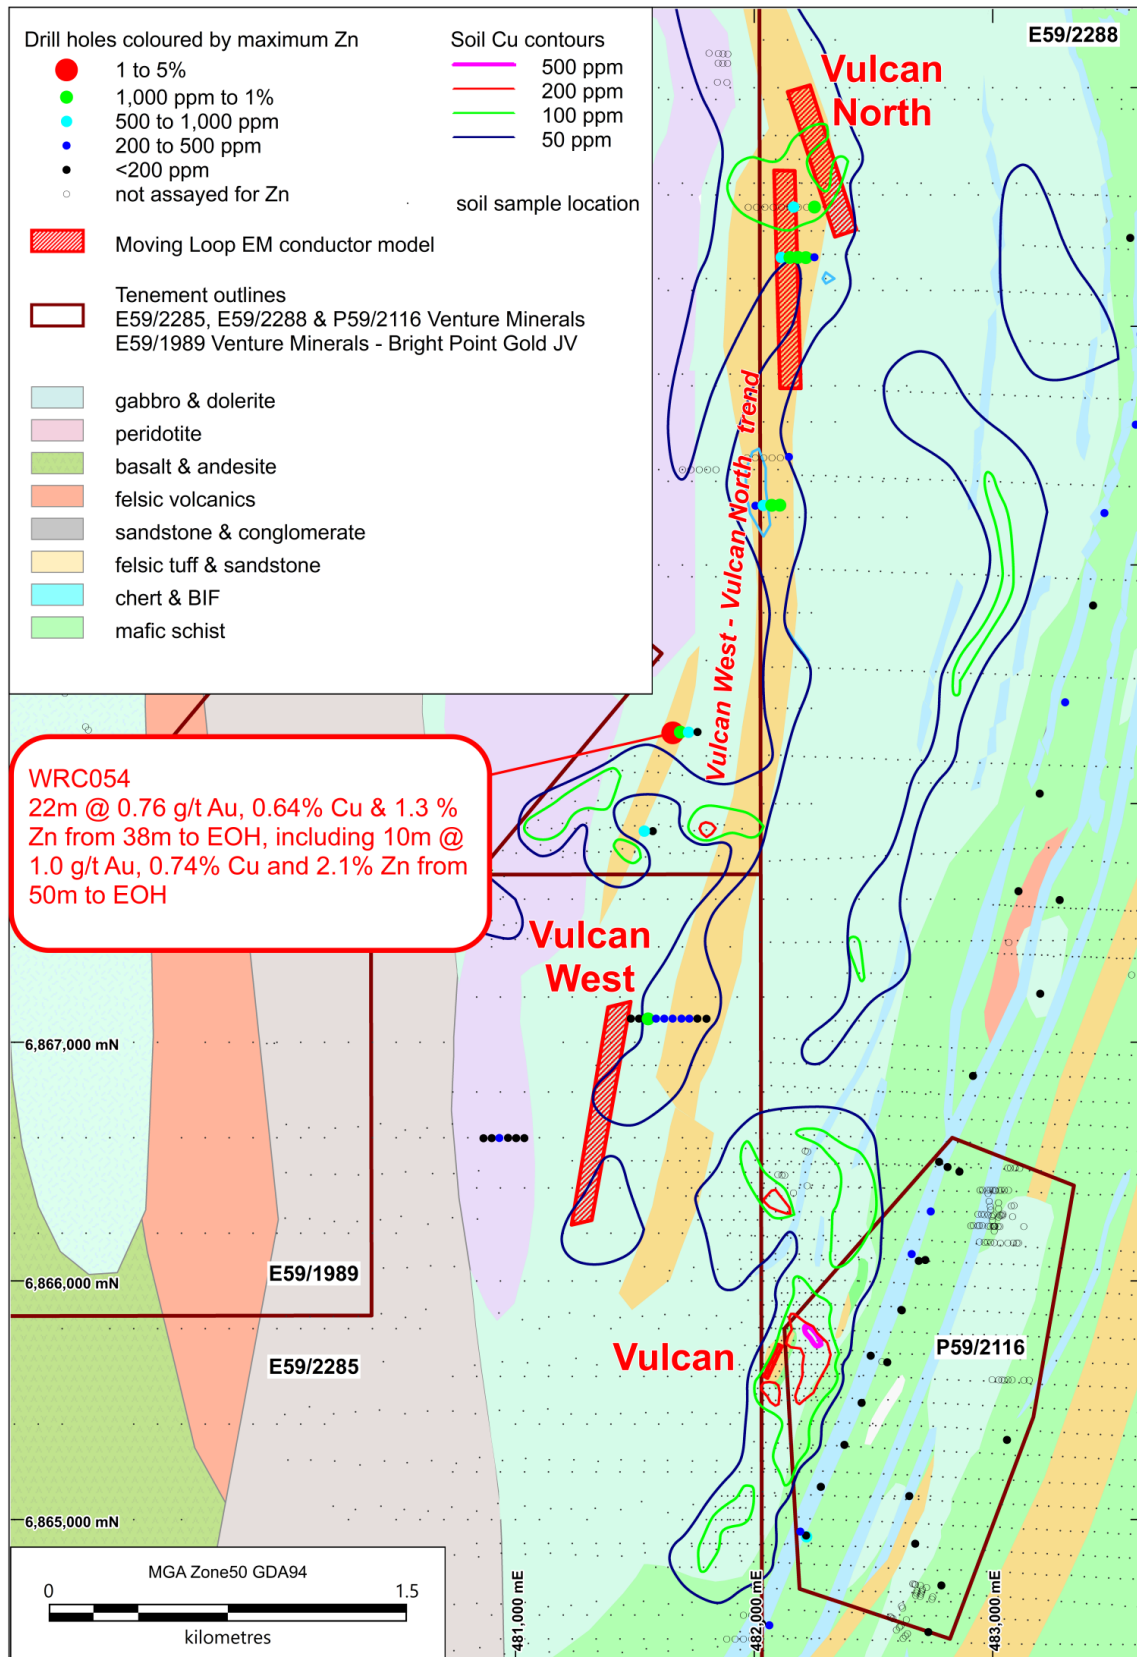 Drill holes coloured by maximum Zn
1 to 5%
1,000 ppm to 1%
500 to 1,000 ppm
200 to 500 ppm
<200 ppm
not assayed for Zn
Soil Cu contours
500 ppm
200 ppm
100 ppm
50 ppm
soil sample location
Moving Loop EM conductor model
Tenement outlines
E59/2285, E59/2288 & P59/2116 Venture Minerals
E59/1989 Venture Minerals - Bright Point Gold JV
gabbro & dolerite
peridotite
basalt & andesite
felsic volcanics
sandstone & conglomerate
felsic tuff & sandstone
chert & BIF
mafic schist
E59/2288
Vulcan
North
Vulcan West - Vulcan North trend
WRC054
22m @ 0.76 g/t Au, 0.64% Cu & 1.3 %
Zn from 38m to EOH, including 10m @
1.0 g/t Au, 0.74% Cu and 2.1% Zn from
50m to EOH
Vulcan
West
6,867,000 mN
6,866,000 mN
E59/1989
E59/2285
Vulcan
P59/2116
6,865,000 mN
MGA Zone50 GDA94
0 1.5
kilometres
481,000 mE
482,000 mE
483,000 mE